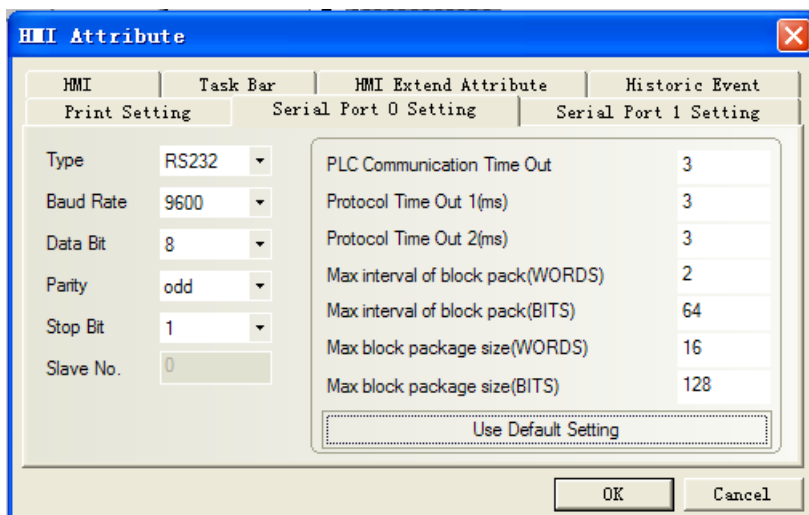 HMI Attribute
HMI Task Bar HMI Extend Attribute Historic Event
Print Setting Serial Port 0 Setting Serial Port 1 Setting
Type RS232
Baud Rate 9600
Data Bit 8
Parity odd
Stop Bit 1
Slave No. 0
PLC Communication Time Out 3
Protocol Time Out 1(ms) 3
Protocol Time Out 2(ms) 3
Max interval of block pack(WORDS) 2
Max interval of block pack(BITS) 64
Max block package size(WORDS) 16
Max block package size(BITS) 128
Use Default Setting
OK Cancel